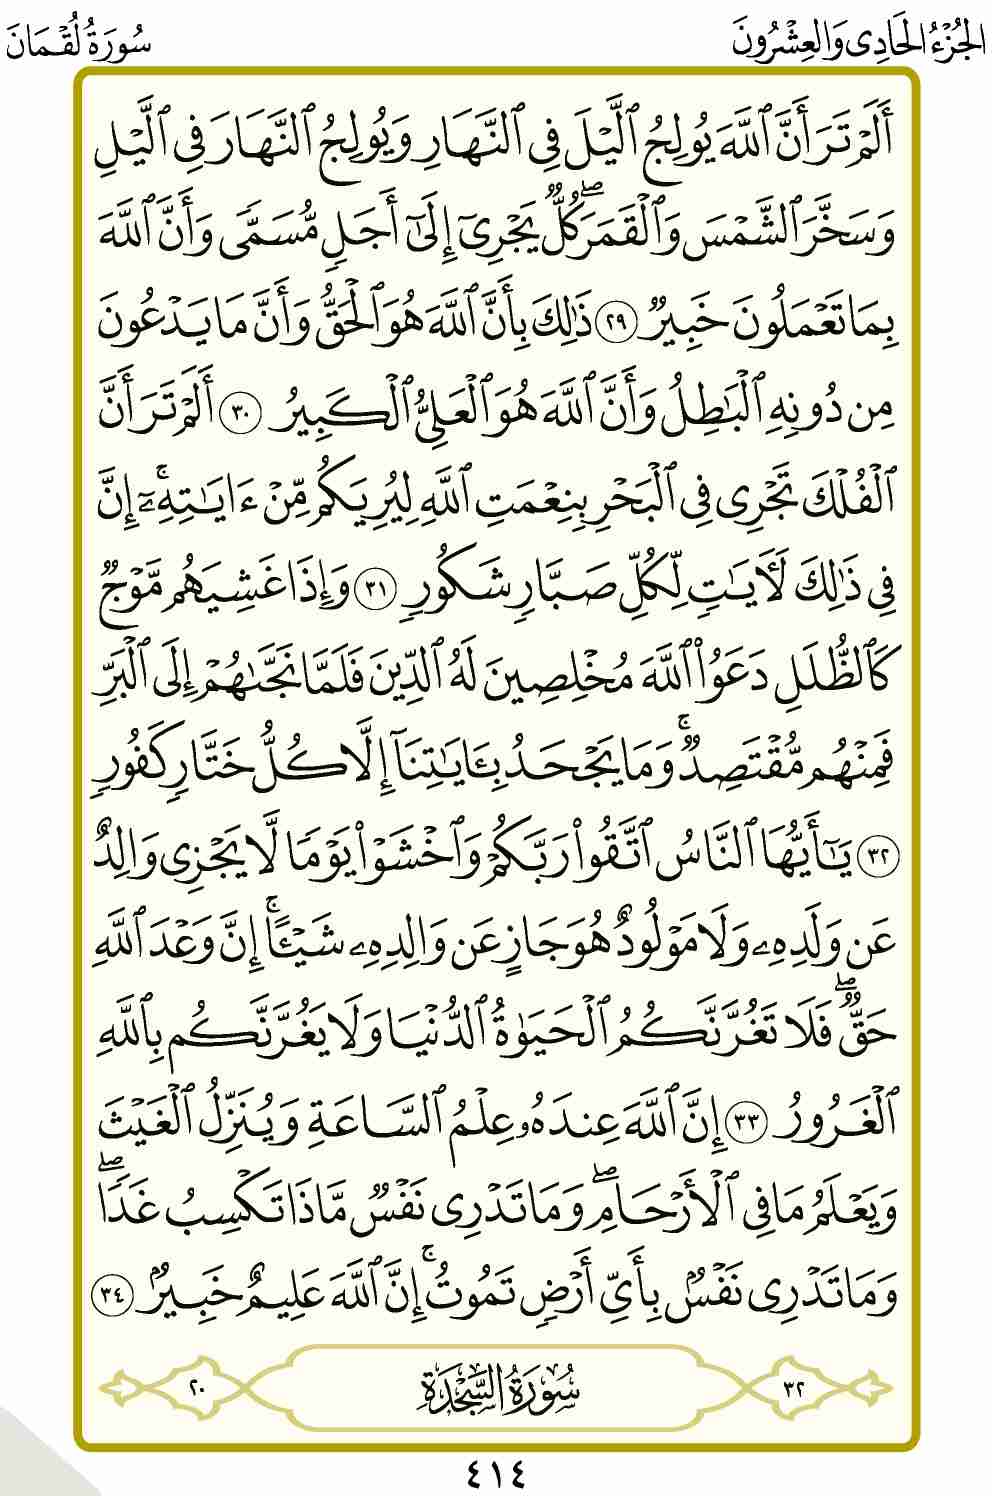 الجُزْءُ الحَادِي وَالعِشْرُونَ
سُورَةُ لُقْمَانَ
أَلَمْ تَرَ أَنَّ ٱللَّهَ يُولِجُ ٱلَّيْلَ فِي ٱلنَّهَارِ وَيُولِجُ ٱلنَّهَارَ فِي ٱلَّيْلِ
وَسَخَّرَ ٱلشَّمْسَ وَٱلْقَمَرَۖ كُلٌّ يَجْرِيٓ إِلَىٰٓ أَجَلٍ مُّسَمًّى وَأَنَّ ٱللَّهَ
بِمَا تَعْمَلُونَ خَبِيرٌ ٢٩ ذَٰلِكَ بِأَنَّ ٱللَّهَ هُوَ ٱلْحَقُّ وَأَنَّ مَا يَدْعُونَ
مِن دُونِهِ ٱلْبَٰطِلُ وَأَنَّ ٱللَّهَ هُوَ ٱلْعَلِيُّ ٱلْكَبِيرُ ٣٠ أَلَمْ تَرَ أَنَّ
ٱلْفُلْكَ تَجْرِي فِي ٱلْبَحْرِ بِنِعْمَتِ ٱللَّهِ لِيُرِيَكُم مِّنْ ءَايَٰتِهِۦٓۚ إِنَّ
فِي ذَٰلِكَ لَأٓيَٰتٍ لِّكُلِّ صَبَّارٍ شَكُورٍ ٣١ وَإِذَا غَشِيَهُم مَّوْجٌ
كَٱلظُّلَلِ دَعَوُا۟ ٱللَّهَ مُخْلِصِينَ لَهُ ٱلدِّينَ فَلَمَّا نَجَّىٰهُمْ إِلَى ٱلْبَرِّ
فَمِنْهُم مُّقْتَصِدٌۚ وَمَا يَجْحَدُ بِـَٔايَٰتِنَآ إِلَّا كُلُّ خَتَّارٍ كَفُورٍ
٣٢ يَٰٓأَيُّهَا ٱلنَّاسُ ٱتَّقُوا۟ رَبَّكُمْ وَٱخْشَوْا۟ يَوْمًا لَّا يَجْزِي وَالِدٌ
عَن وَلَدِهِۦ وَلَا مَوْلُودٌ هُوَ جَازٍ عَن وَالِدِهِۦ شَيْـًٔاۚ إِنَّ وَعْدَ ٱللَّهِ
حَقٌّۖ فَلَا تَغُرَّنَّكُمُ ٱلْحَيَوٰةُ ٱلدُّنْيَا وَلَا يَغُرَّنَّكُم بِٱللَّهِ
ٱلْغَرُورُ ٣٣ إِنَّ ٱللَّهَ عِندَهُۥ عِلْمُ ٱلسَّاعَةِ وَيُنَزِّلُ ٱلْغَيْثَ
وَيَعْلَمُ مَا فِي ٱلْأَرْحَامِۖ وَمَا تَدْرِي نَفْسٌ مَّاذَا تَكْسِبُ غَدًاۖ
وَمَا تَدْرِي نَفْسٌۢ بِأَيِّ أَرْضٍ تَمُوتُۚ إِنَّ ٱللَّهَ عَلِيمٌ خَبِيرٌۢ ٣٤
٣٢ سُورَةُ السَّجْدَةِ ٢٠
٤١٤